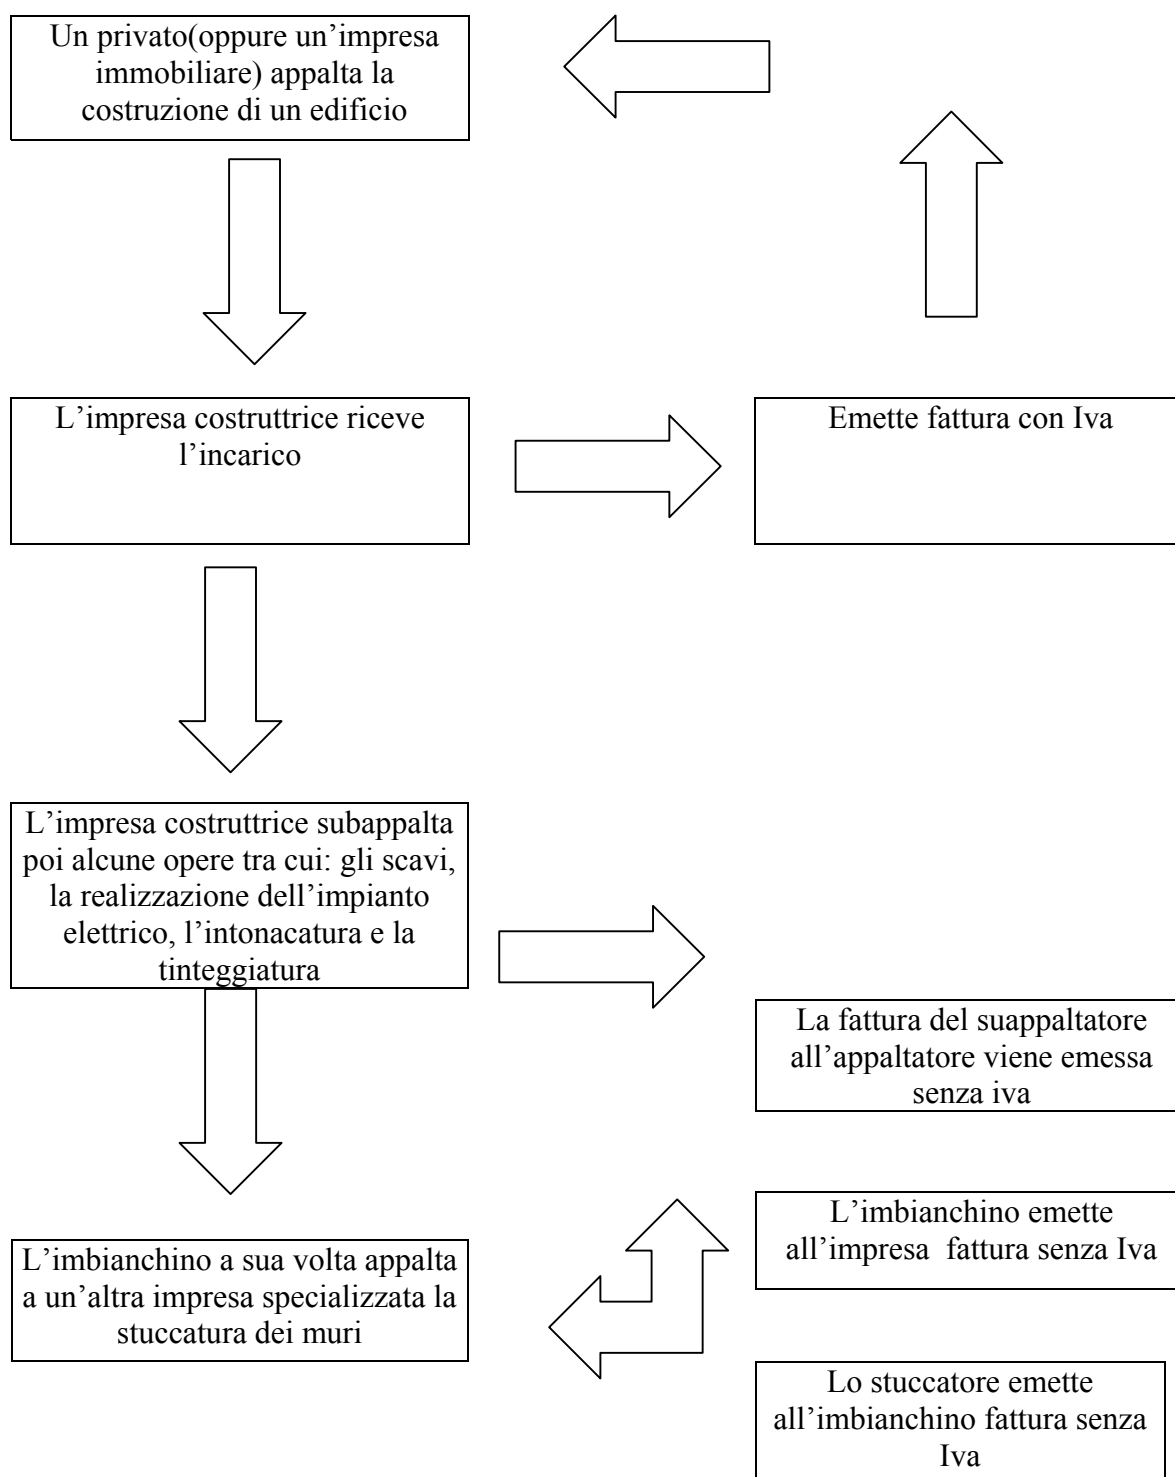 Un privato(oppure un’impresa
immobiliare) appalta la
costruzione di un edificio
L’impresa costruttrice riceve
l’incarico
Emette fattura con Iva
L’impresa costruttrice subappalta
poi alcune opere tra cui: gli scavi,
la realizzazione dell’impianto
elettrico, l’intonacatura e la
tinteggiatura
La fattura del suappaltatore
all’appaltatore viene emessa
senza iva
L’imbianchino a sua volta appalta
a un’altra impresa specializzata la
stuccatura dei muri
L’imbianchino emette
all’impresa fattura senza Iva
Lo stuccatore emette
all’imbianchino fattura senza
Iva